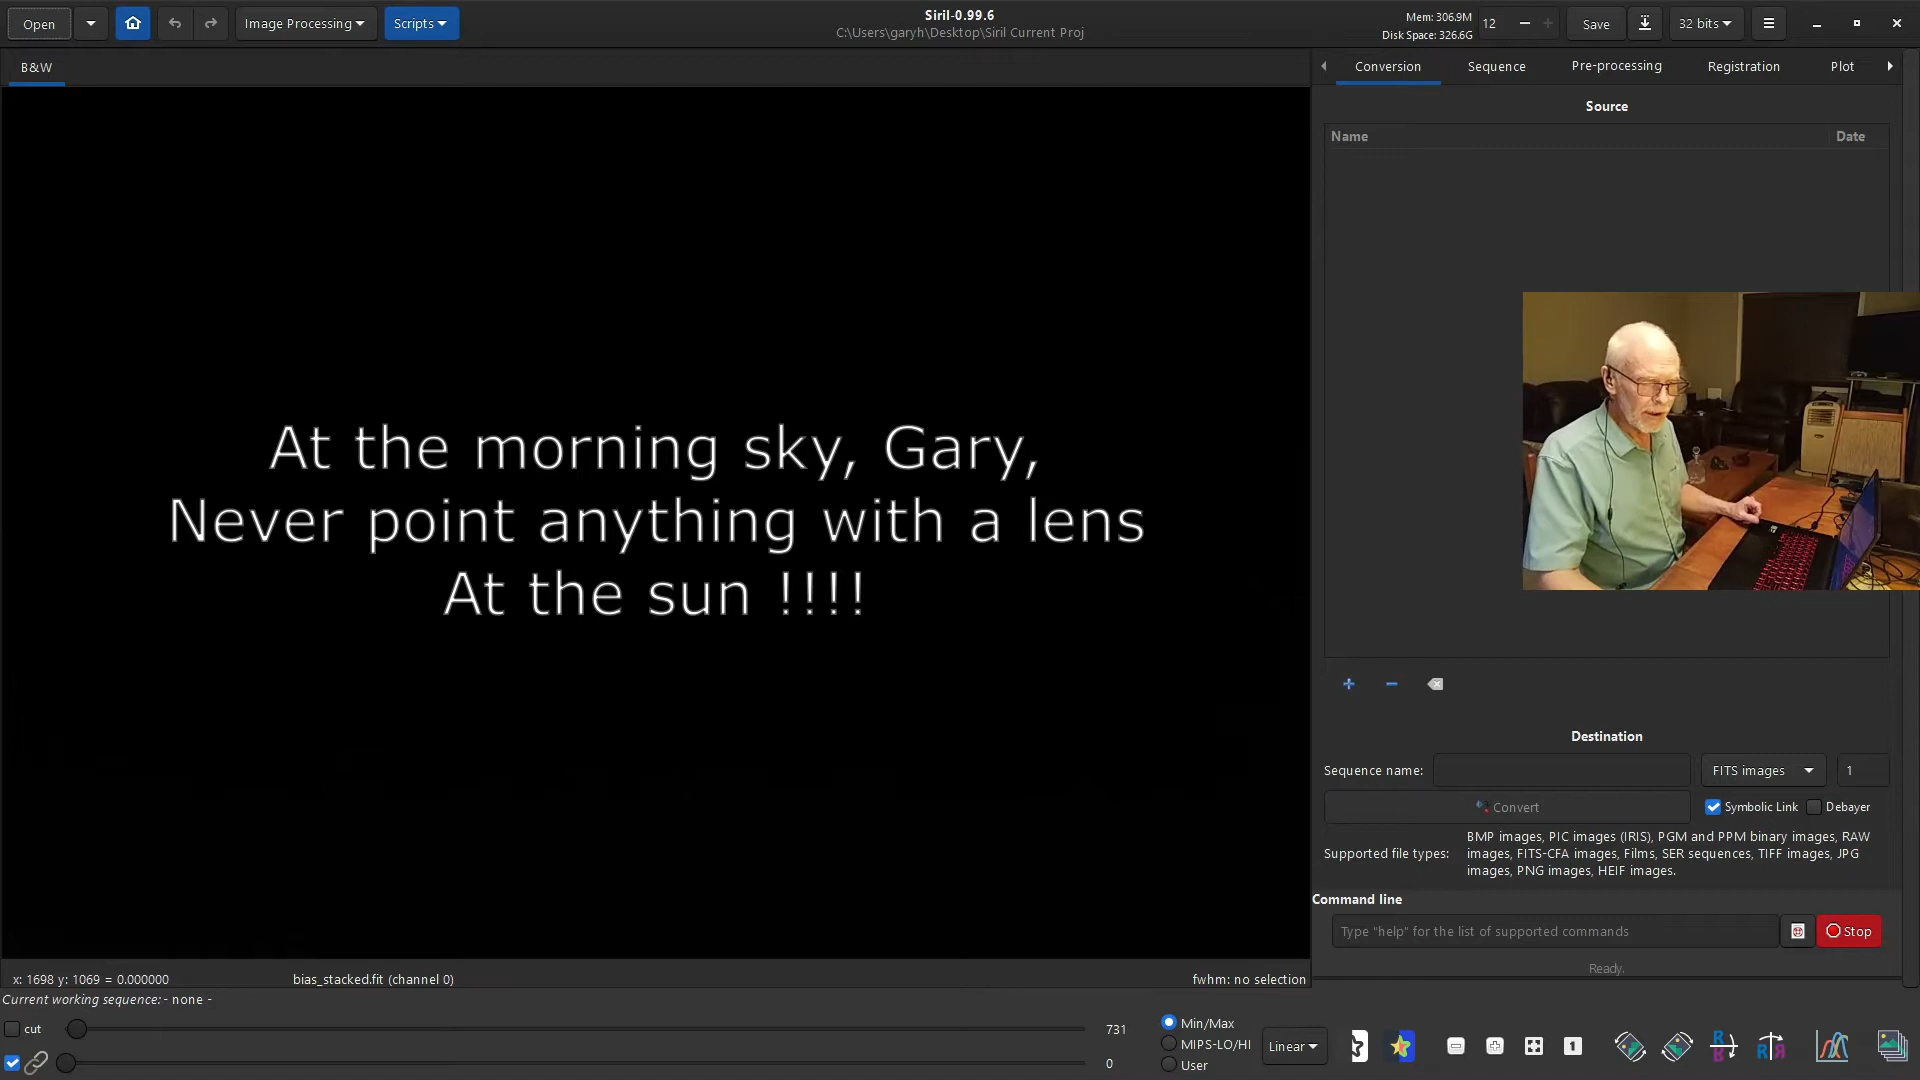 Open
Image Processing
Scripts
Siril-0.99.6
C:\Users\garyh\Desktop\Siril Current Proj
Mem: 306.9M
Disk Space: 326.6G
12
Save
32 bits
B&W
Conversion
Sequence
Pre-processing
Registration
Plot
Source
Name
Date
At the morning sky, Gary,
Never point anything with a lens
At the sun !!!!
Destination
Sequence name:
FITS images
1
Convert
Symbolic Link
Debayer
Supported file types:
BMP images, PIC images (IRIS), PGM and PPM binary images, RAW
images, FITS-CFA images, Films, SER sequences, TIFF images, JPG
images, PNG images, HEIF images.
Command line
Type "help" for the list of supported commands
Stop
Ready.
x: 1698 y: 1069 = 0.000000
bias_stacked.fit (channel 0)
fwhm: no selection
Current working sequence: - none -
cut
731
0
Min/Max
MIPS-LO/HI
User
Linear
1